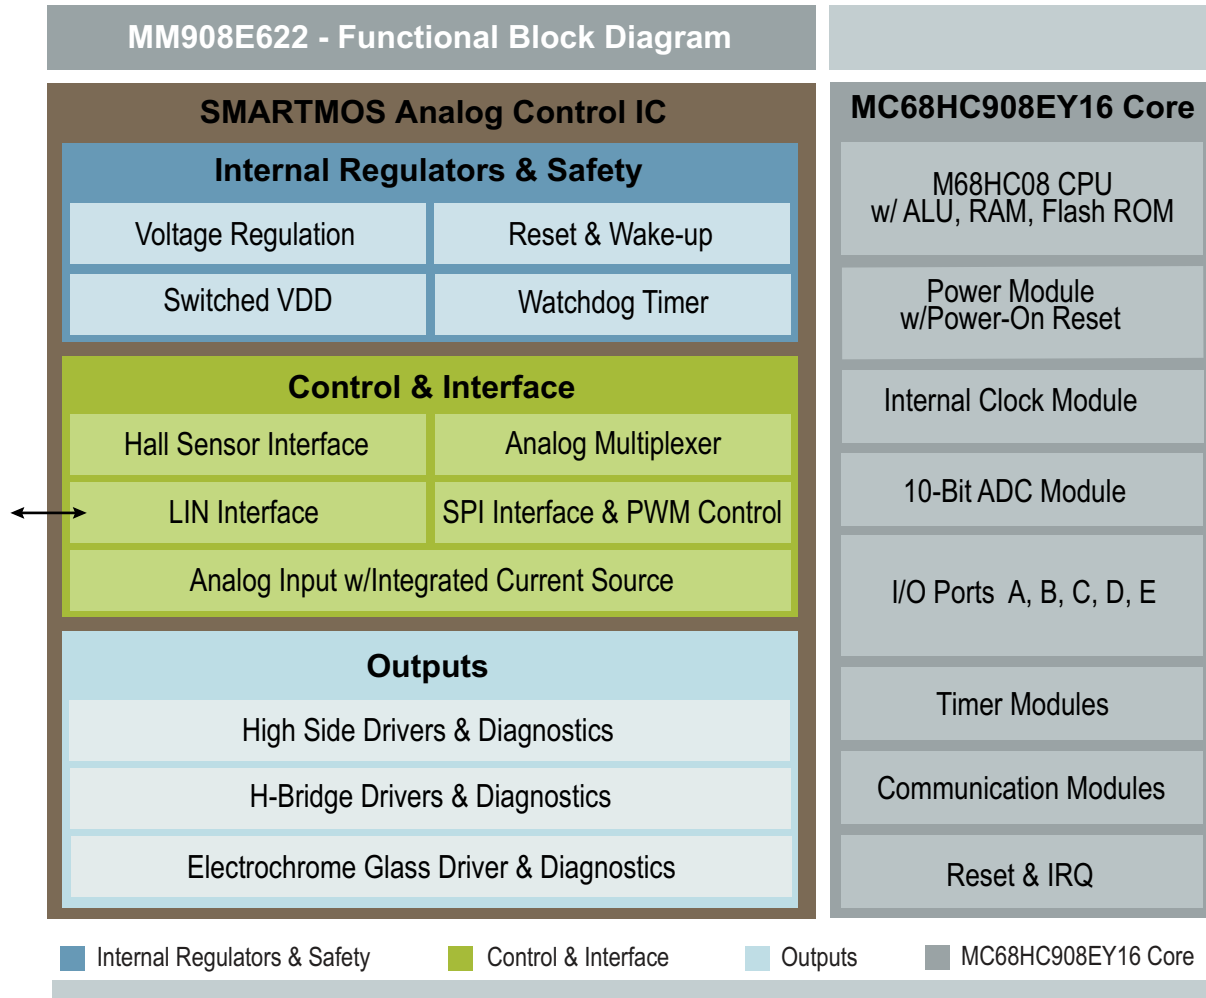 MM908E622 - Functional Block Diagram
SMARTMOS Analog Control IC
Internal Regulators & Safety
Voltage Regulation
Reset & Wake-up
Switched VDD
Watchdog Timer
Control & Interface
Hall Sensor Interface
Analog Multiplexer
LIN Interface
SPI Interface & PWM Control
Analog Input w/Integrated Current Source
Outputs
High Side Drivers & Diagnostics
H-Bridge Drivers & Diagnostics
Electrochrome Glass Driver & Diagnostics
MC68HC908EY16 Core
M68HC08 CPU
w/ ALU, RAM, Flash ROM
Power Module
w/Power-On Reset
Internal Clock Module
10-Bit ADC Module
I/O Ports A, B, C, D, E
Timer Modules
Communication Modules
Reset & IRQ
Internal Regulators & Safety
Control & Interface
Outputs
MC68HC908EY16 Core